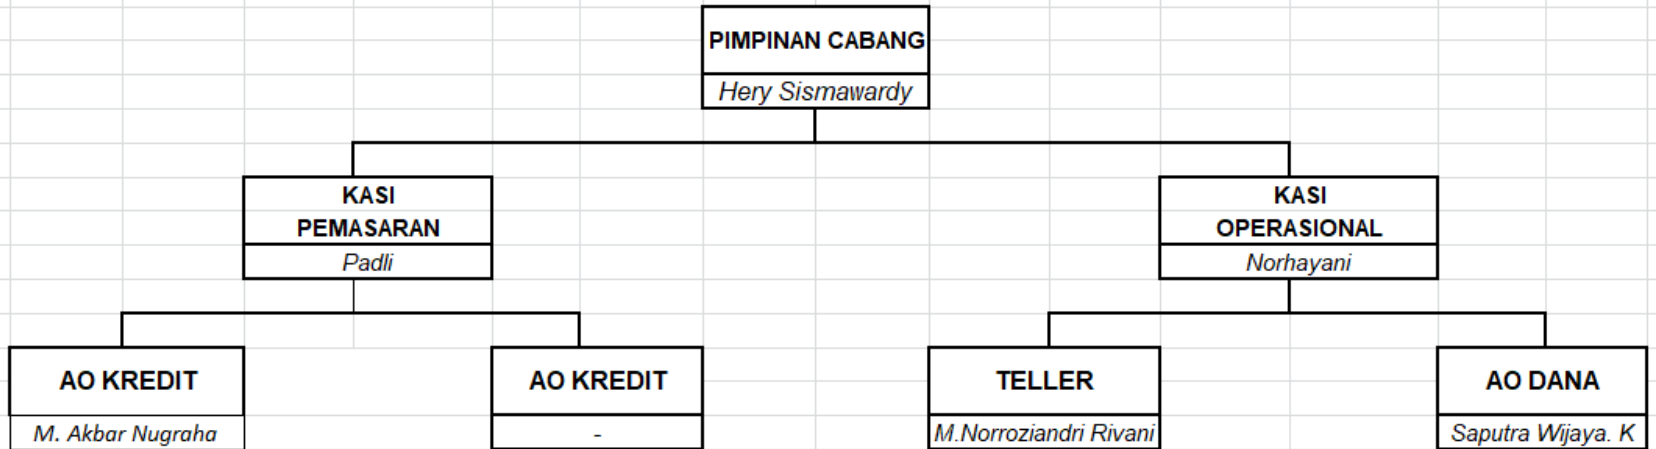 PIMPINAN CABANG
Hery Sismawardy
KASI
PEMASARAN
Padli
KASI
OPERASIONAL
Norhayani
AO KREDIT
M. Akbar Nugraha
AO KREDIT
-
TELLER
M.Norroziandri Rivani
AO DANA
Saputra Wijaya. K